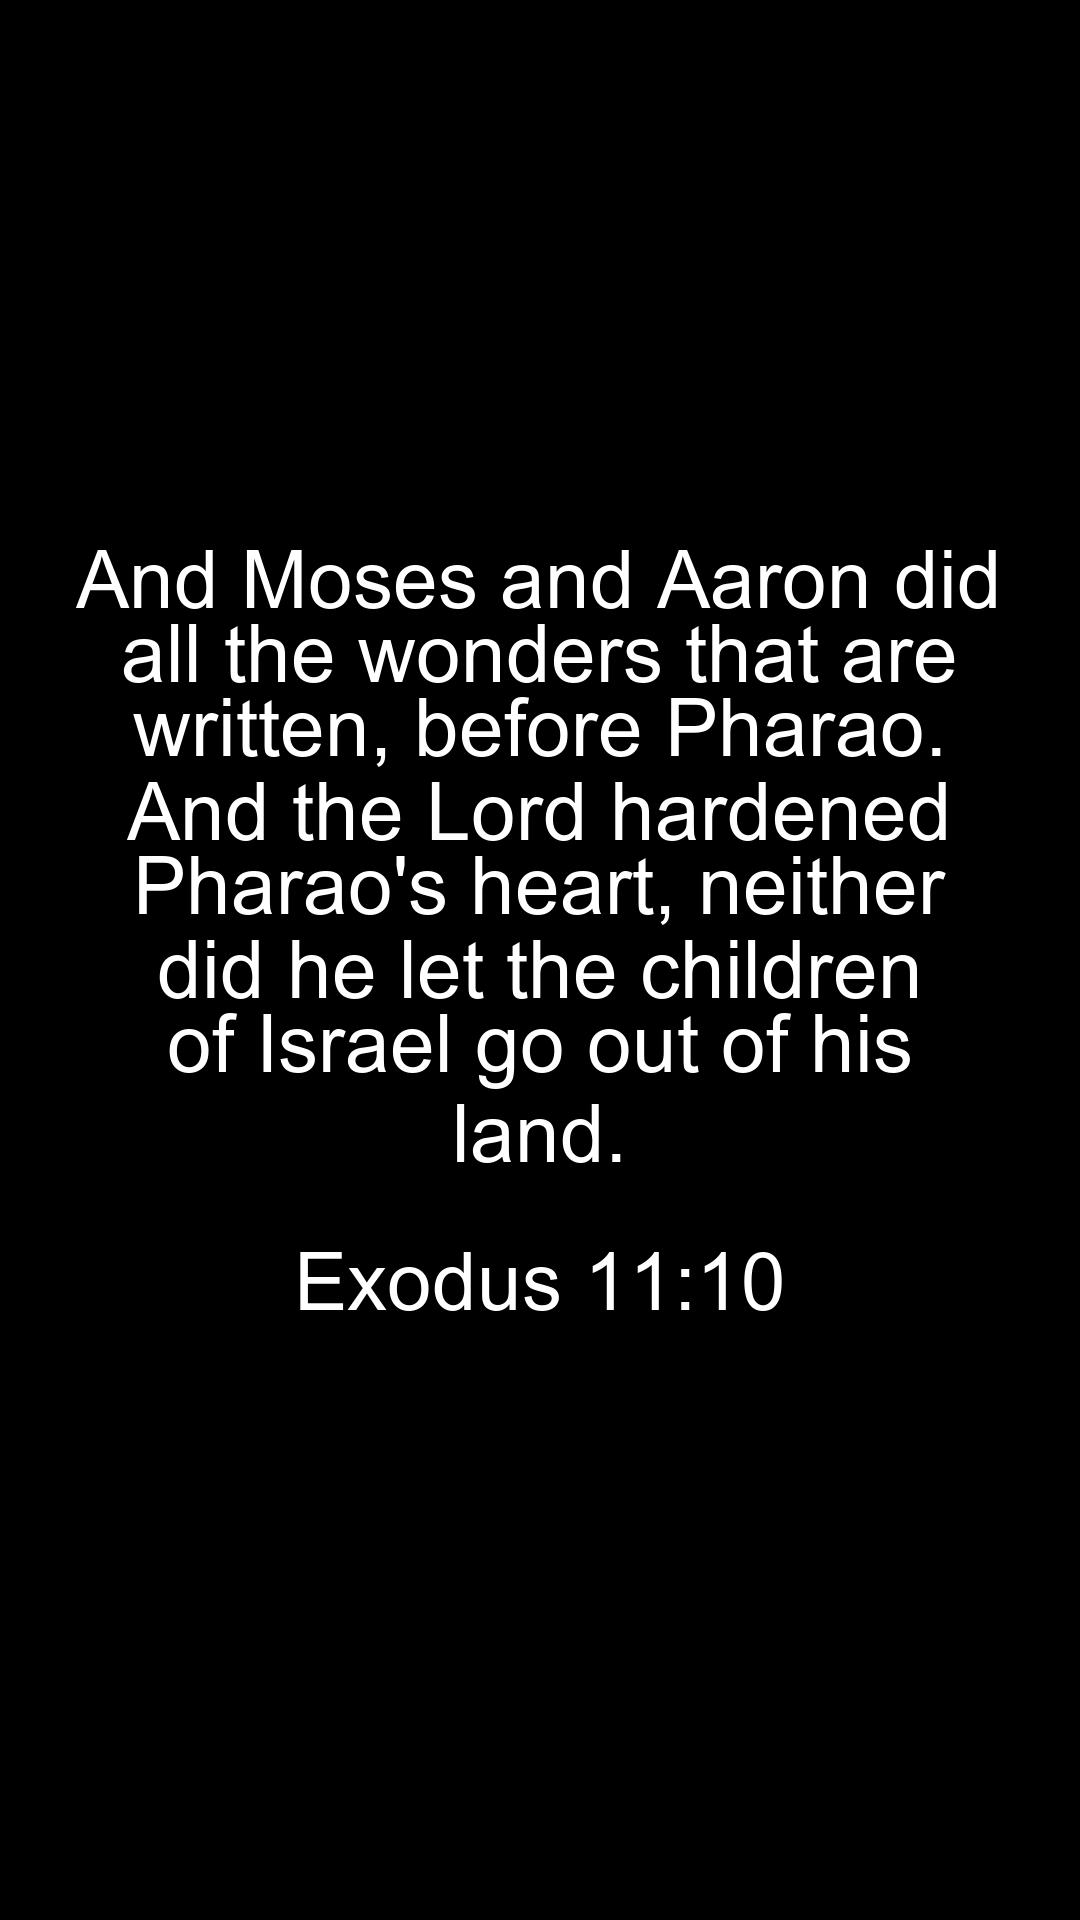 And Moses and Aaron did
all the wonders that are
written, before Pharao.
And the Lord hardened
Pharao's heart, neither
did he let the children
of Israel go out of his
land.
Exodus 11:10